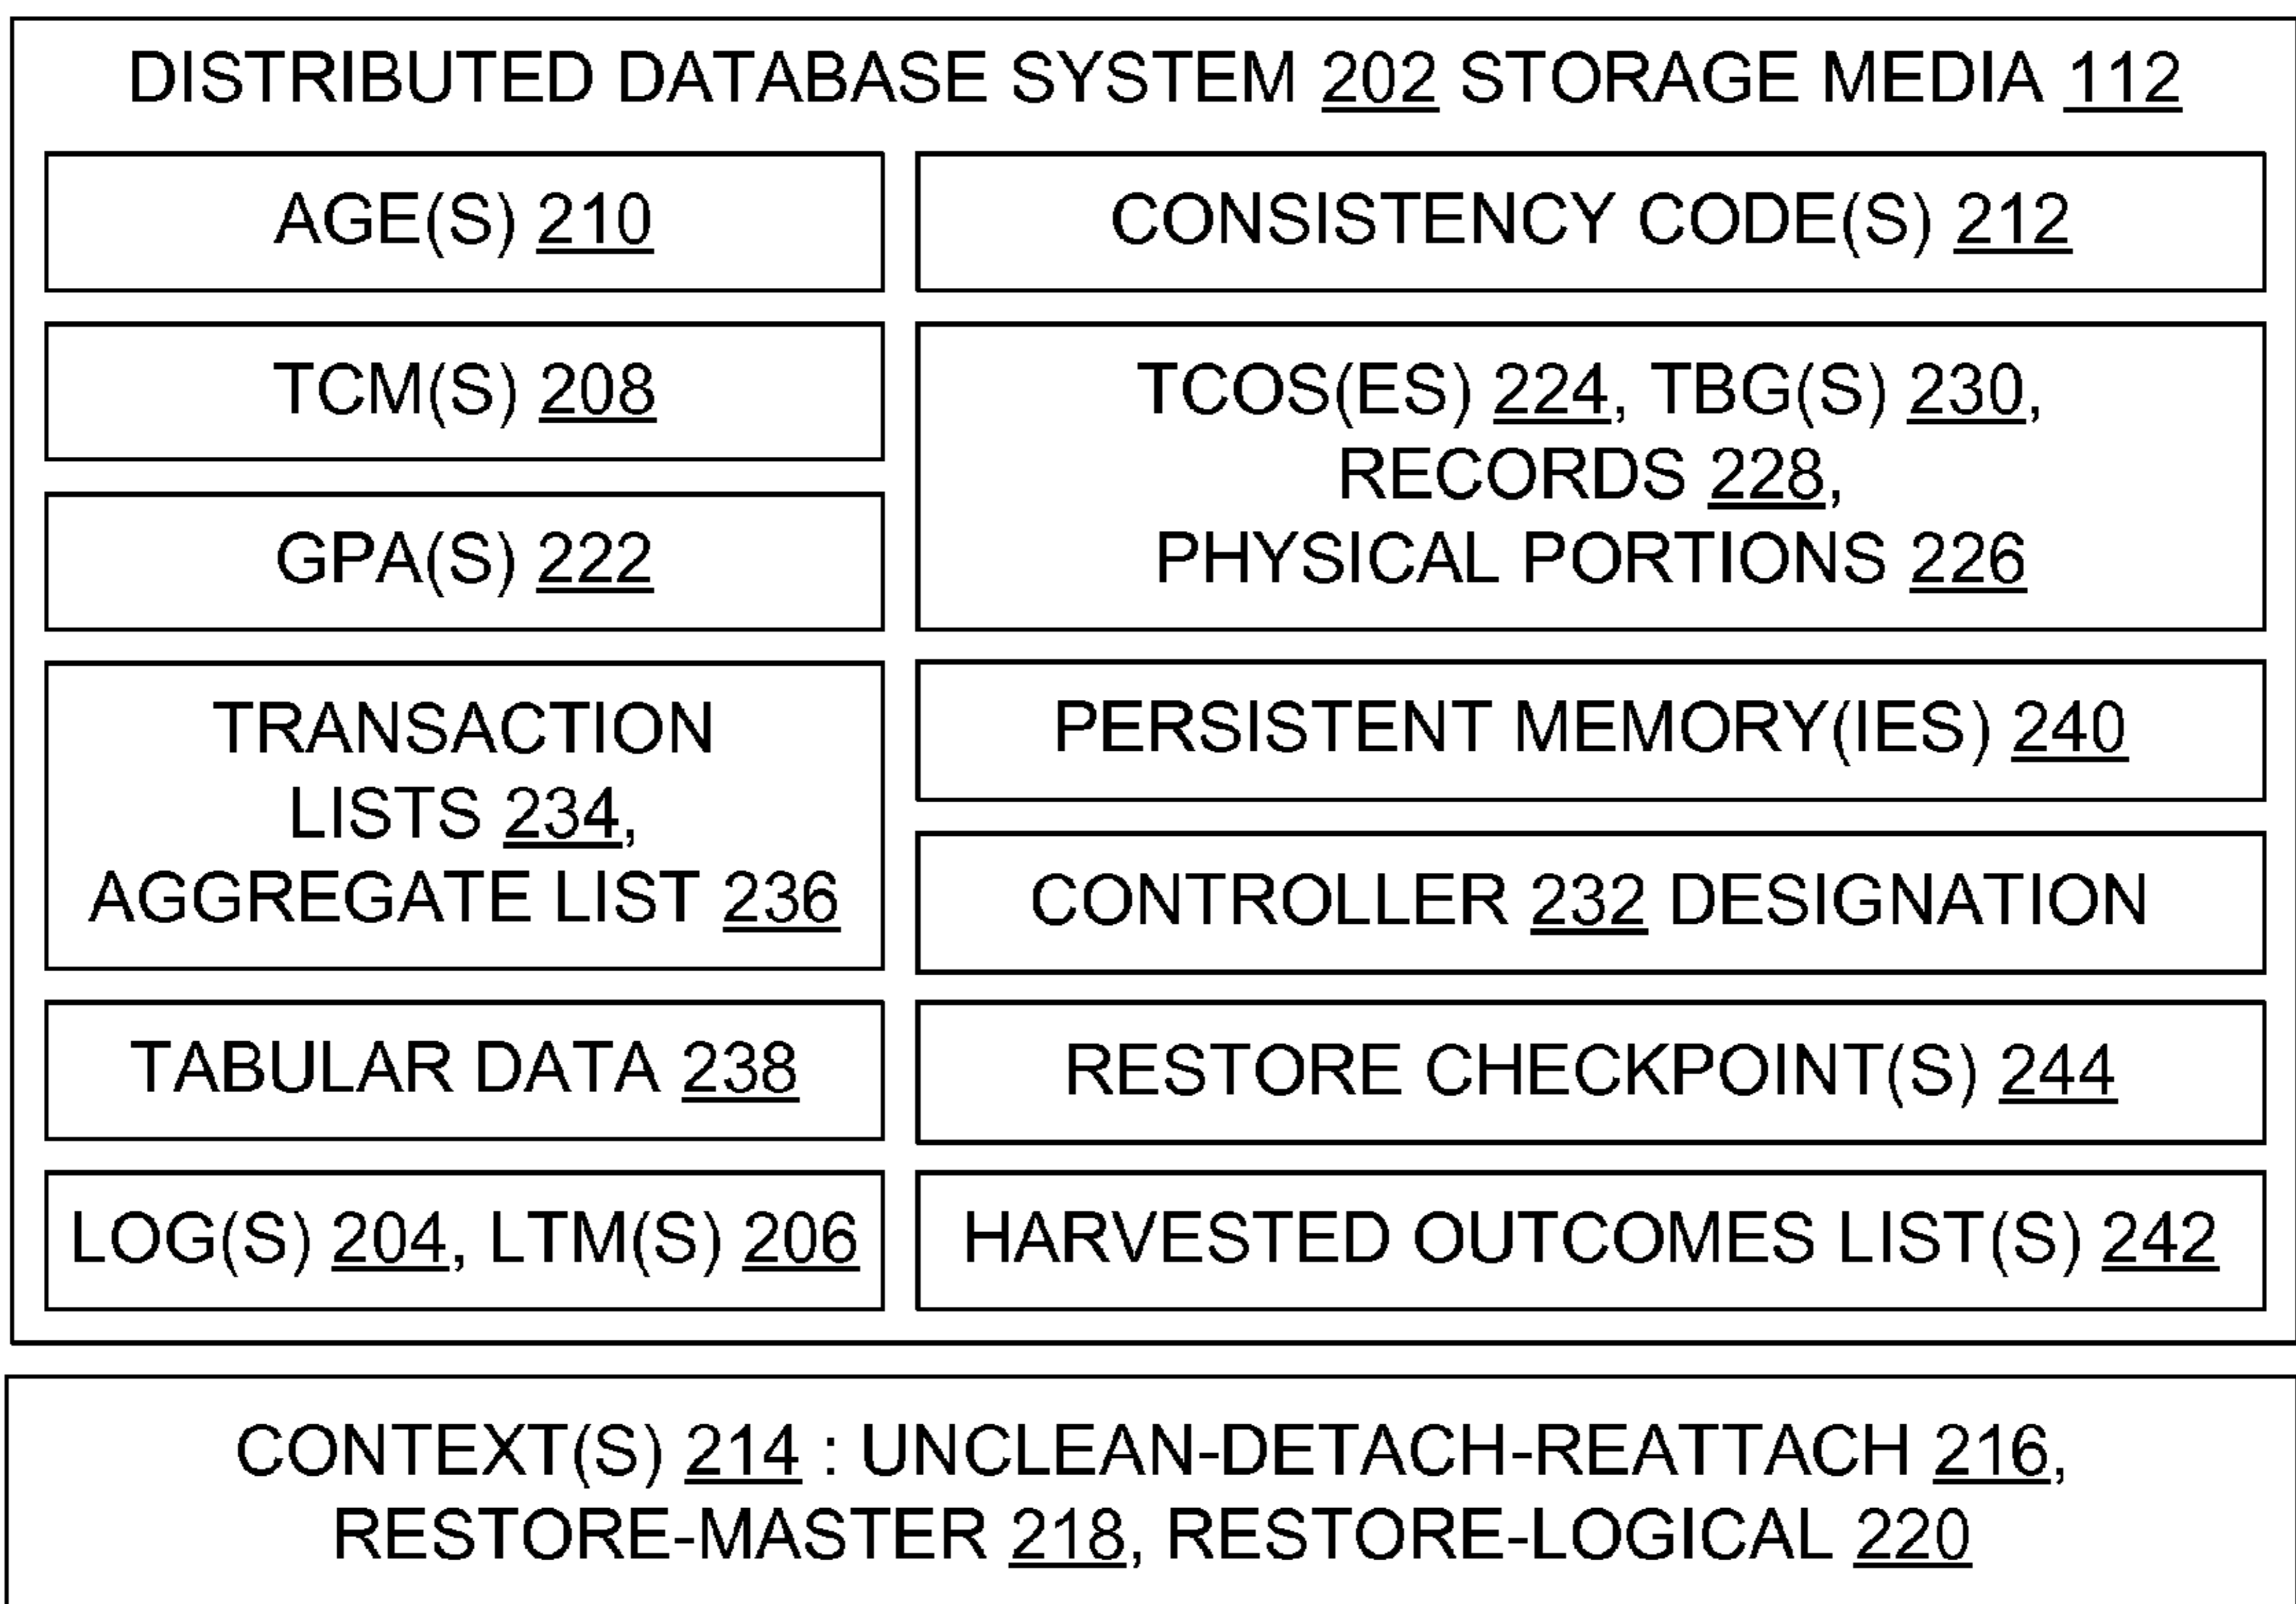 DISTRIBUTED DATABASE SYSTEM 202 STORAGE MEDIA 112
AGE(S) 210
CONSISTENCY CODE(S) 212
TCM(S) 208
TCOS(ES) 224, TBG(S) 230,
RECORDS 228,
PHYSICAL PORTIONS 226
GPA(S) 222
TRANSACTION
LISTS 234,
AGGREGATE LIST 236
PERSISTENT MEMORY(IES) 240
CONTROLLER 232 DESIGNATION
TABULAR DATA 238
RESTORE CHECKPOINT(S) 244
LOG(S) 204, LTM(S) 206
HARVESTED OUTCOMES LIST(S) 242
CONTEXT(S) 214 : UNCLEAN-DETACH-REATTACH 216,
RESTORE-MASTER 218, RESTORE-LOGICAL 220